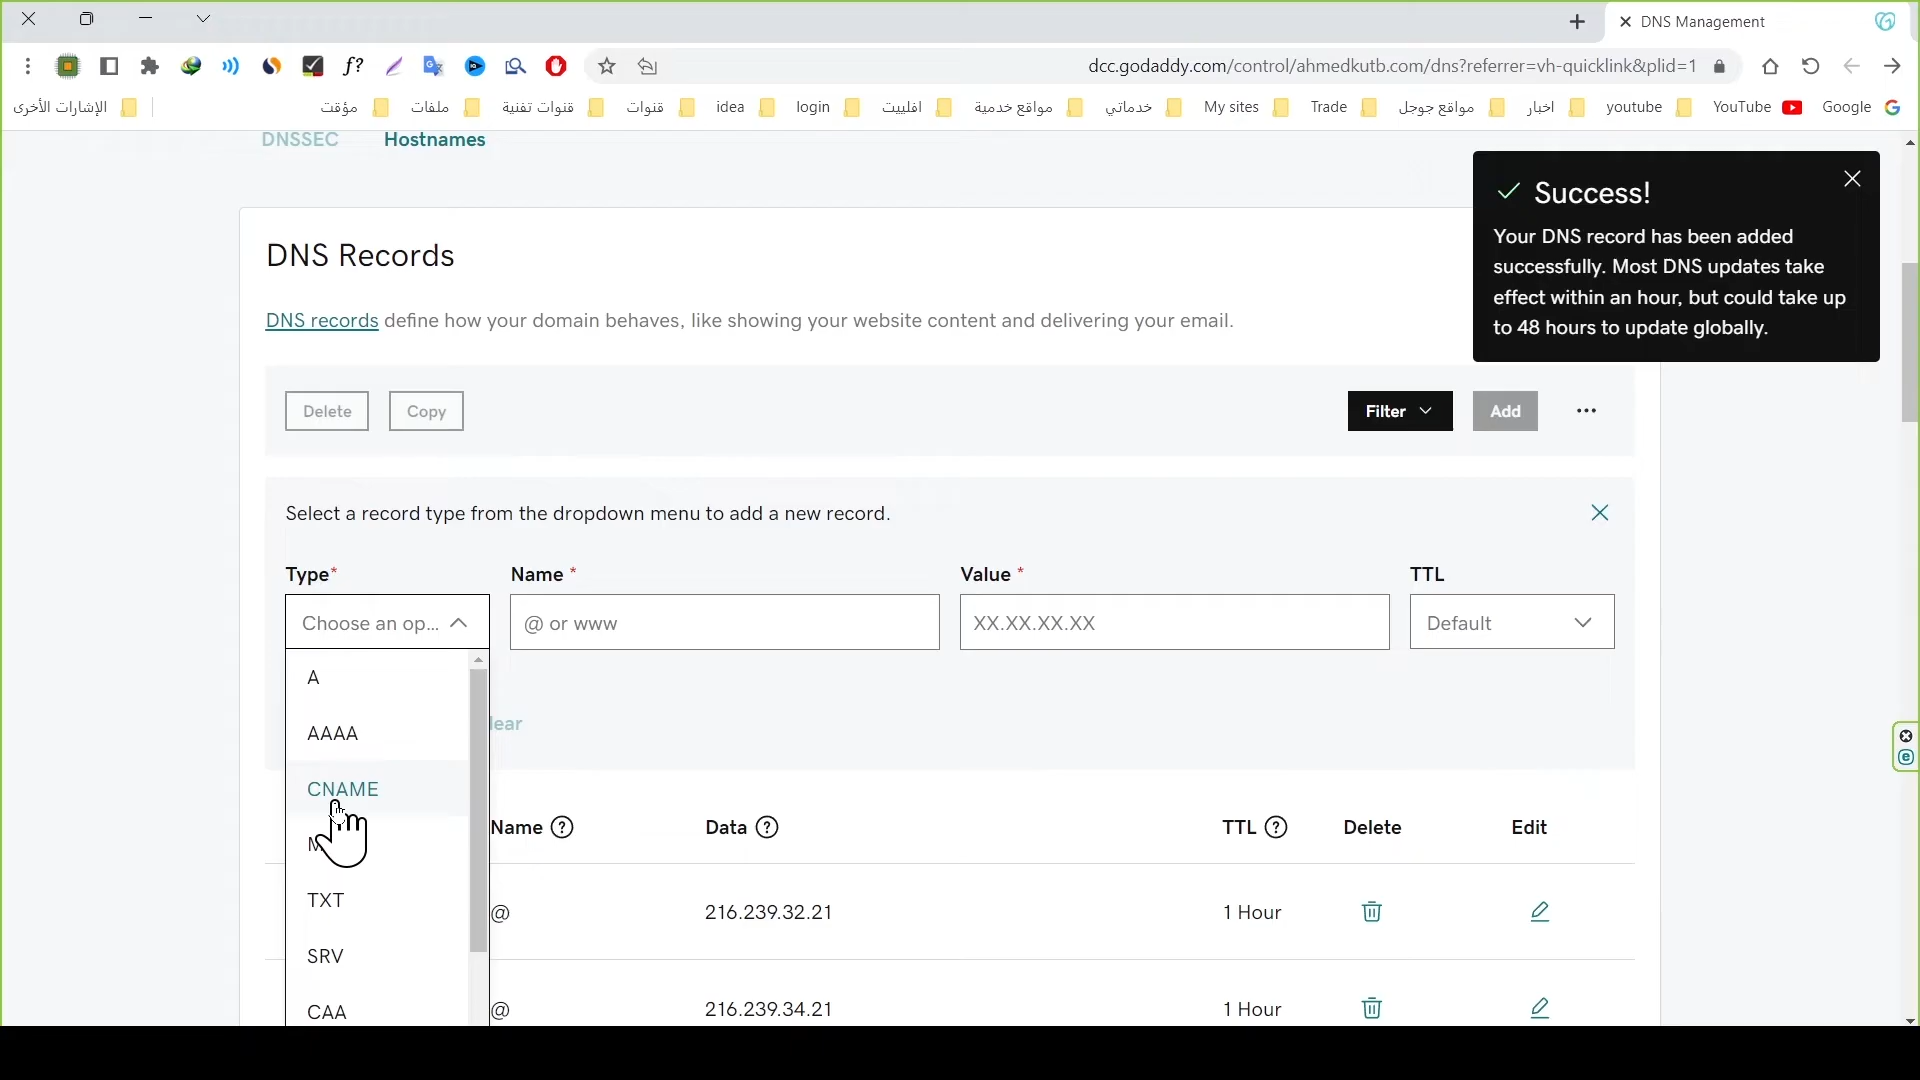 DNS Management
dcc.godaddy.com/control/ahmedkutb.com/dns?referrer=vh-quicklink&plid=1
f?
الإشارات الأخرى
مؤقت
ملفات
قنوات تفنية
قنوات
idea
login
افلييت
مواقع خدمية
خدماتي
My sites
Trade
مواقع جوجل
اخبار
youtube
YouTube
Google
DNSSEC
Hostnames
Success!
Your DNS record has been added
successfully. Most DNS updates take
effect within an hour, but could take up
to 48 hours to update globally.
DNS Records
DNS records define how your domain behaves, like showing your website content and delivering your email.
Delete
Copy
Filter
Add
Select a record type from the dropdown menu to add a new record.
Type*
Name *
Value *
TTL
Choose an op...
@ or www
XX.XX.XX.XX
Default
A
AAAA
CNAME
TXT
SRV
CAA
lear
Name
Data
TTL
Delete
Edit
@
216.239.32.21
1 Hour
@
216.239.34.21
1 Hour